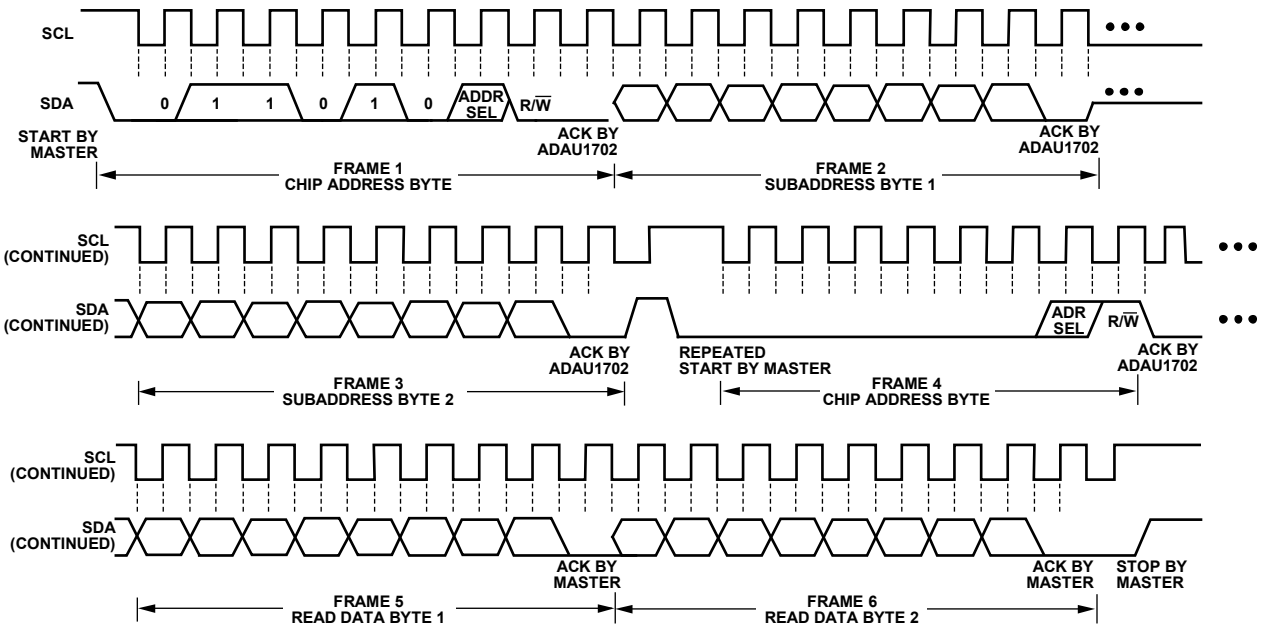 SCL
SDA
0 1 1 0 1 0 ADDR SEL R/W̅
START BY MASTER
ACK BY ADAU1702
ACK BY ADAU1702
FRAME 1
CHIP ADDRESS BYTE
FRAME 2
SUBADDRESS BYTE 1
SCL
(CONTINUED)
SDA
(CONTINUED)
ADR SEL R/W̅
ACK BY ADAU1702
REPEATED
START BY MASTER
ACK BY ADAU1702
FRAME 3
SUBADDRESS BYTE 2
FRAME 4
CHIP ADDRESS BYTE
SCL
(CONTINUED)
SDA
(CONTINUED)
ACK BY MASTER
ACK BY MASTER
STOP BY MASTER
FRAME 5
READ DATA BYTE 1
FRAME 6
READ DATA BYTE 2